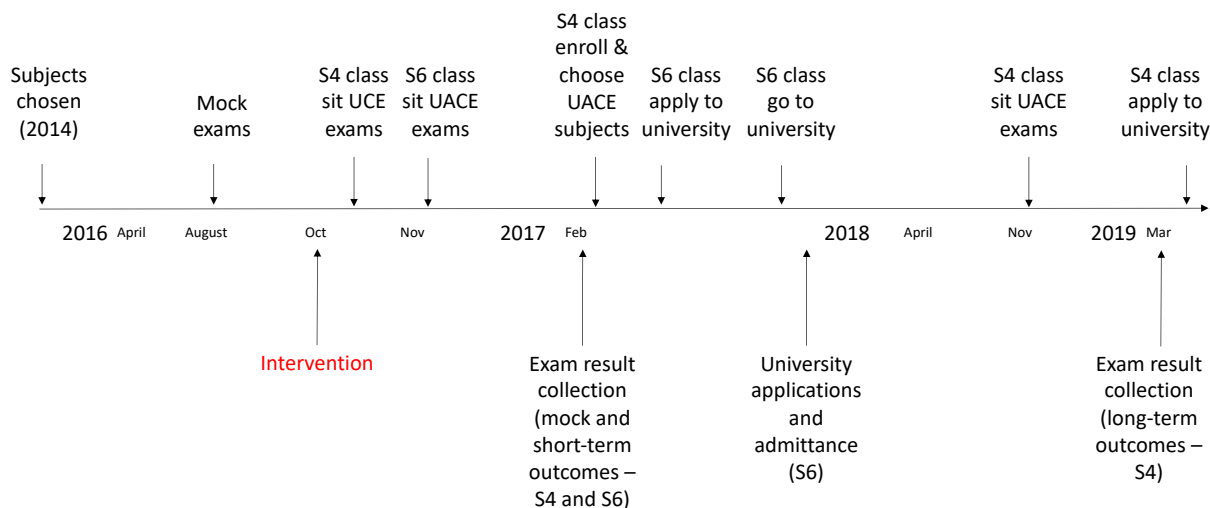 Subjects
chosen
(2014)
Mock
exams
S4 class
sit UCE
exams
S6 class
sit UACE
exams
S4 class
enroll &
choose
UACE
subjects
S6 class
apply to
university
S6 class
go to
university
S4 class
sit UACE
exams
S4 class
apply to
university
2016 April August Oct Nov 2017 Feb 2018 April Nov 2019 Mar
Intervention
Exam result
collection
(mock and
short-term
outcomes –
S4 and S6)
University
applications
and
admittance
(S6)
Exam result
collection
(long-term
outcomes –
S4)